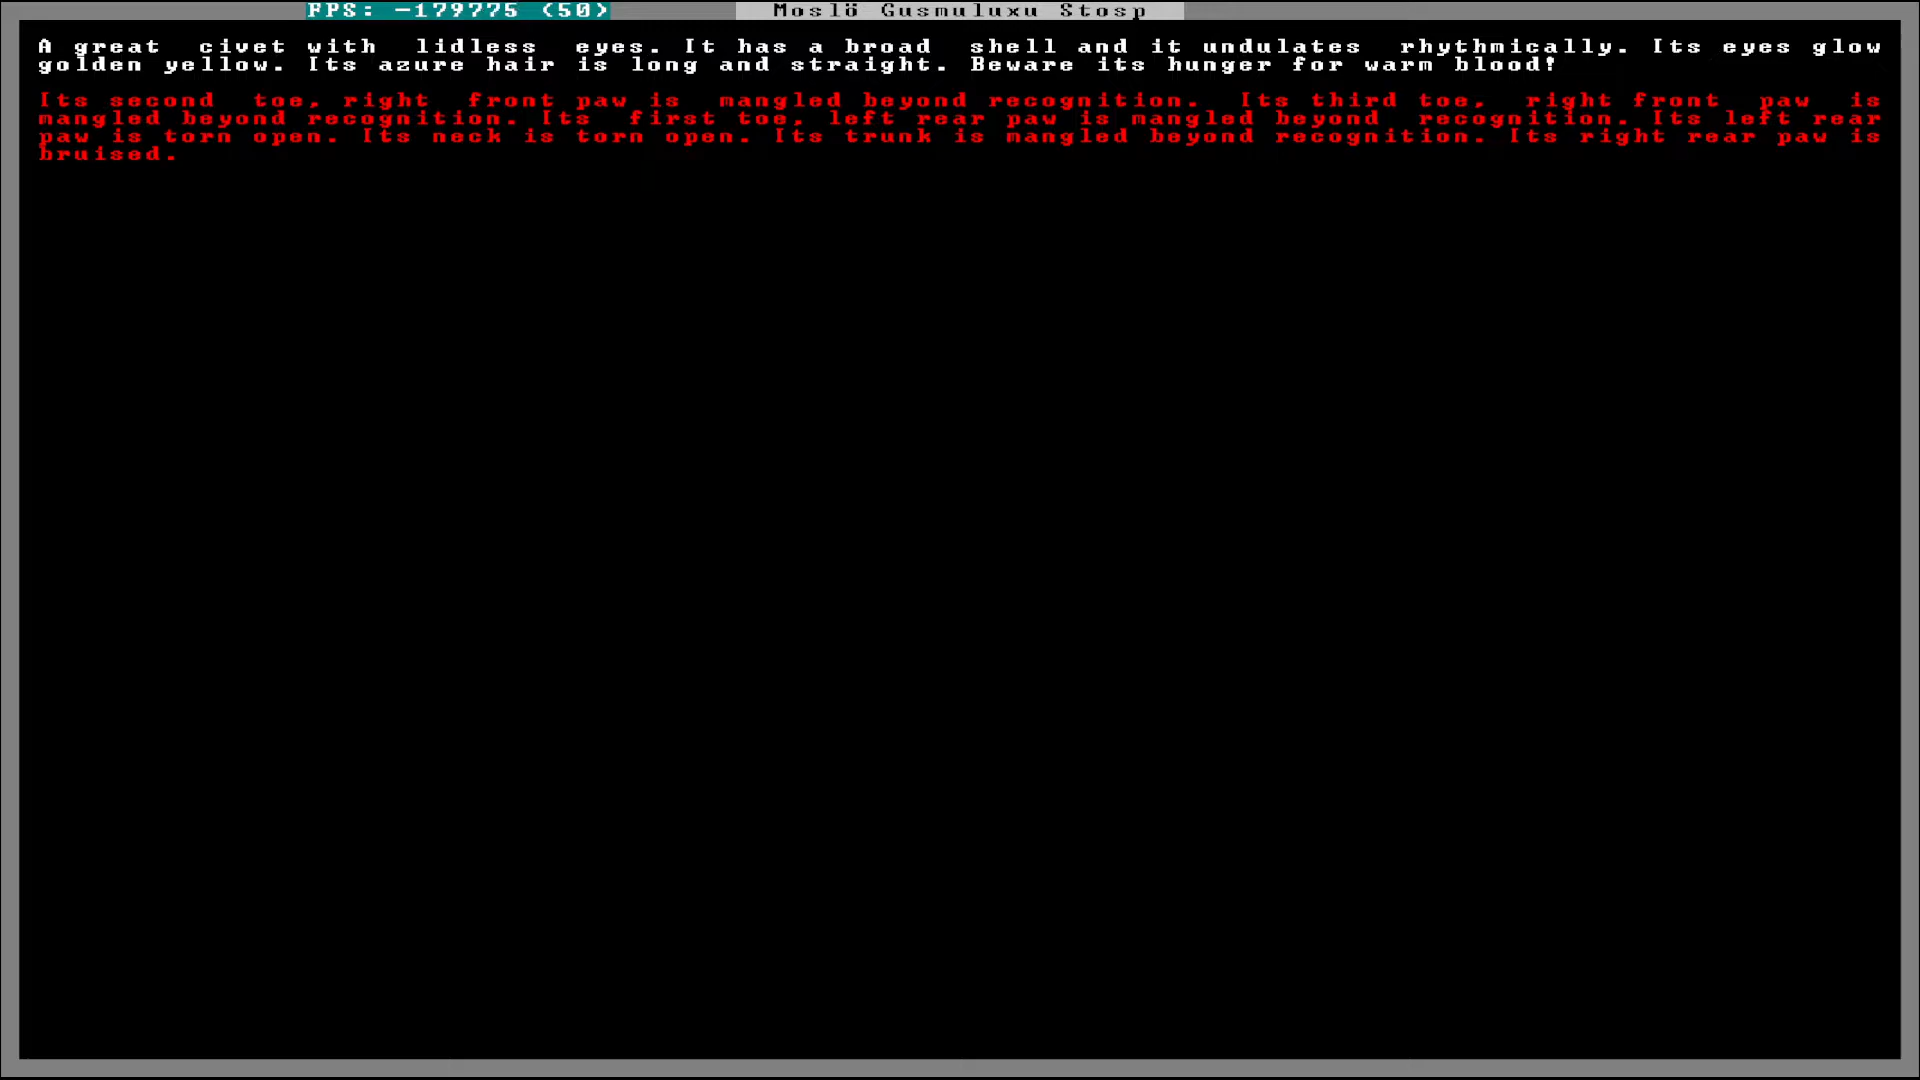 FPS: -179775 (50) Moslö Gusmuluxu Stosp
A great civet with lidless eyes. It has a broad shell and it undulates rhythmically. Its eyes glow
golden yellow. Its azure hair is long and straight. Beware its hunger for warm blood!
Its second toe, right front paw is mangled beyond recognition. Its third toe, right front paw is
mangled beyond recognition. Its first toe, left rear paw is mangled beyond recognition. Its left rear
paw is torn open. Its neck is torn open. Its trunk is mangled beyond recognition. Its right rear paw is
bruised.